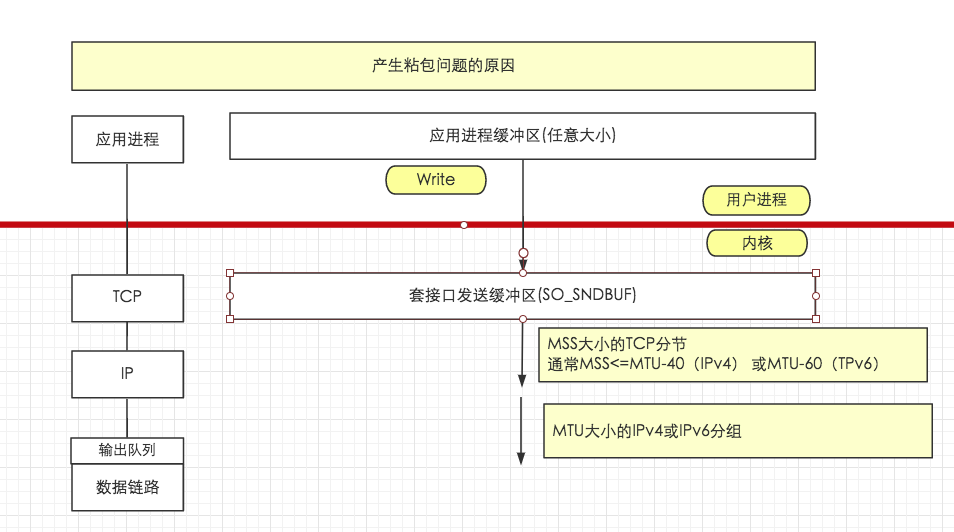 产生粘包问题的原因
应用进程
应用进程缓冲区(任意大小)
Write
用户进程
内核
TCP
套接口发送缓冲区(SO_SNDBUF)
MSS大小的TCP分节
通常MSS<=MTU-40（IPv4） 或MTU-60（TPv6）
IP
MTU大小的IPv4或IPv6分组
输出队列
数据链路